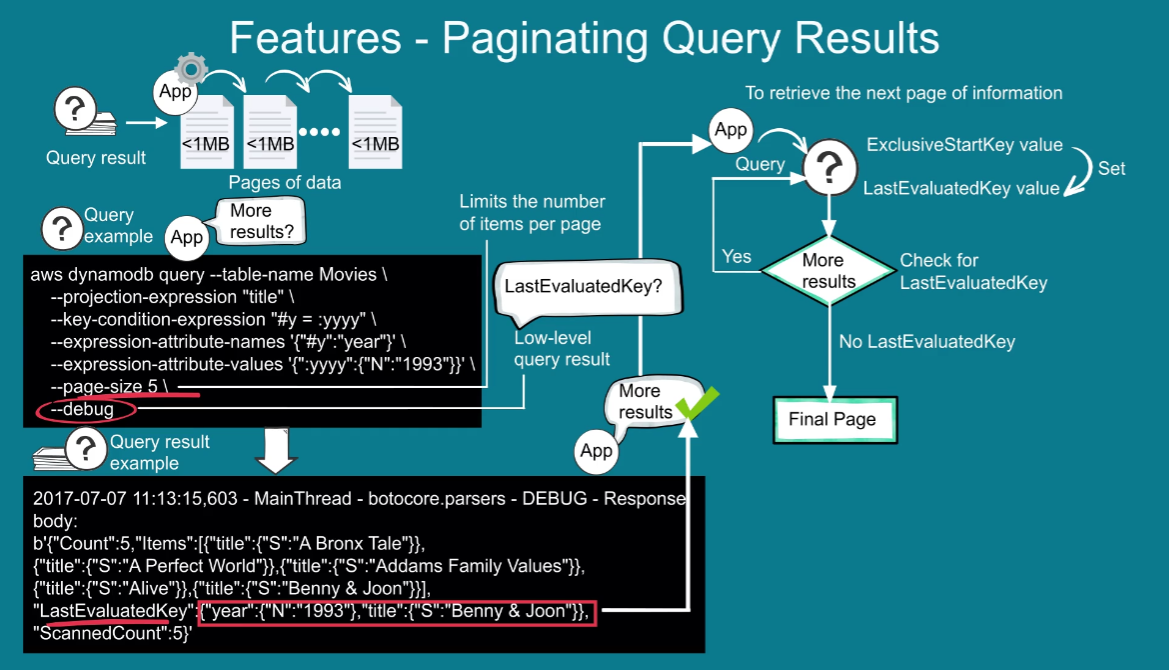 Features - Paginating Query Results
?
Query result
App
<1MB
<1MB
<1MB
Pages of data
?
Query
example
App
More
results?
aws dynamodb query --table-name Movies \
--projection-expression "title" \
--key-condition-expression "#y = :yyyy" \
--expression-attribute-names '{"#y":"year"}' \
--expression-attribute-values '{":yyyy":{"N":"1993"}}' \
--page-size 5 \
--debug
Limits the number
of items per page
LastEvaluatedKey?
Low-level
query result
?
Query result
example
2017-07-07 11:13:15,603 - MainThread - botocore.parsers - DEBUG - Response
body:
b'{"Count":5,"Items":[{"title":{"S":"A Bronx Tale"}},
{"title":{"S":"A Perfect World"}},{"title":{"S":"Addams Family Values"}},
{"title":{"S":"Alive"}},{"title":{"S":"Benny & Joon"}}],
"LastEvaluatedKey":{"year":{"N":"1993"},"title":{"S":"Benny & Joon"}},
"ScannedCount":5}'
App
More
results
To retrieve the next page of information
App
Query
?
ExclusiveStartKey value
LastEvaluatedKey value
Set
Yes
More
results
Check for
LastEvaluatedKey
No LastEvaluatedKey
Final Page